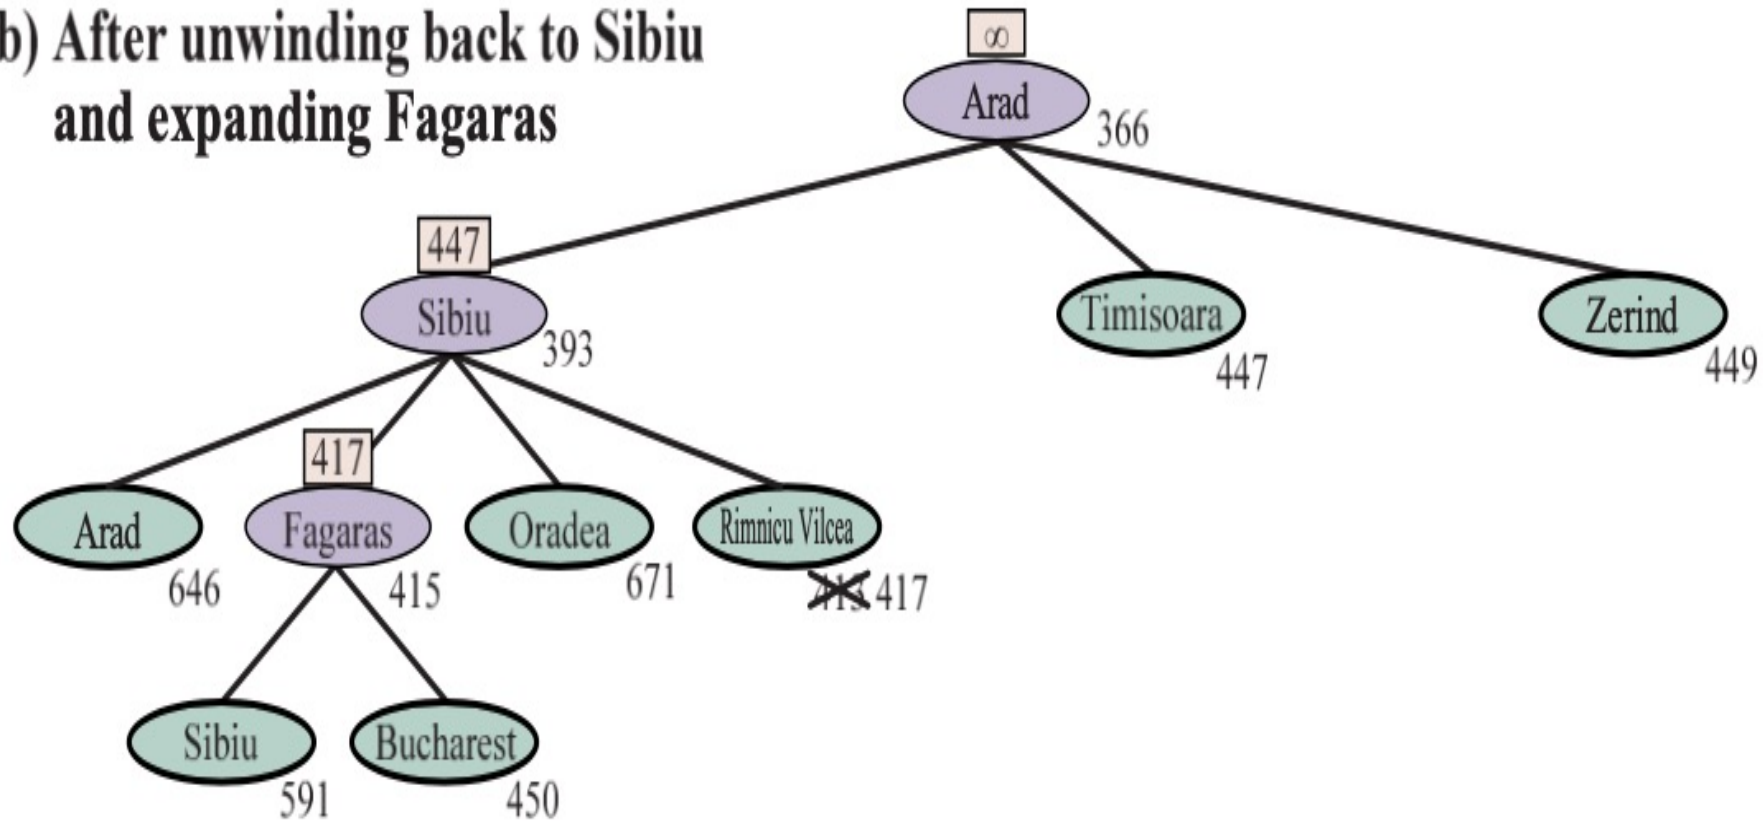 b) After unwinding back to Sibiu
and expanding Fagaras
∞
Arad
366
447
Sibiu
393
Timisoara
447
Zerind
449
417
Arad
646
Fagaras
415
Oradea
671
Rimnicu Vilcea
413 417
Sibiu
591
Bucharest
450